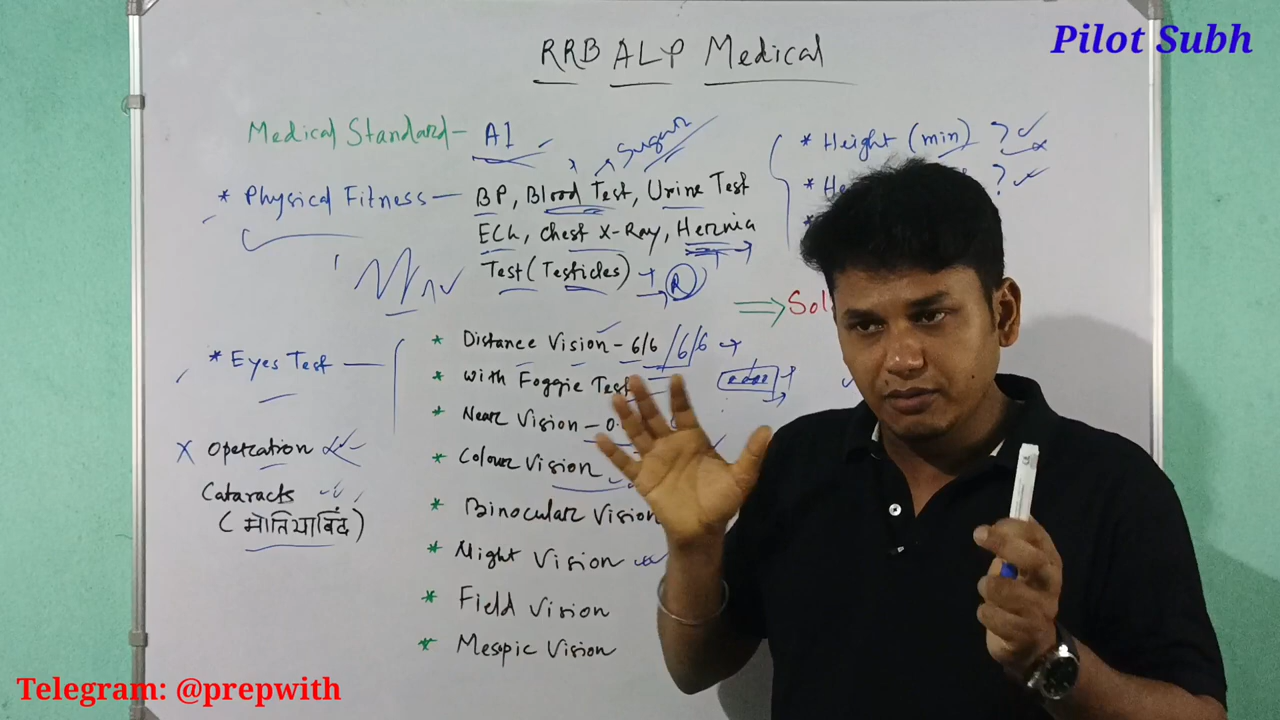 Pilot Subh
RRB ALP Medical
Medical Standard - A1
Sugar
* Physical Fitness - BP, Blood Test, Urine Test
ECG, Chest X-Ray, Hernia
Test (Testicles) → R
* Height (min) ?
?
⇒ Sol
* Eyes Test -
* Distance Vision - 6/6 6/6
* With Foggie Test
* Near Vision - 0.
* Colour Vision
* Binocular Vision
* Night Vision
* Field Vision
* Mesopic Vision
x Operation
Cataracts
(मोतियाबिंद)
Telegram: @prepwith